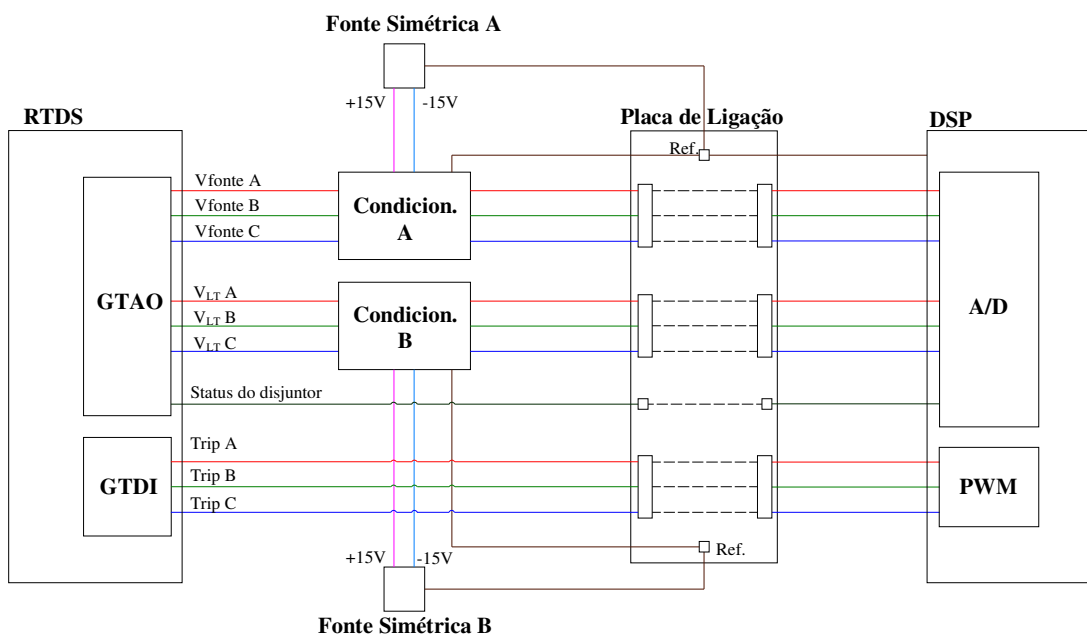 Fonte Simétrica A
+15V
-15V
RTDS
Placa de Ligação
DSP
Ref.
Vfonte A
Vfonte B
Vfonte C
Condicion.
A
GTAO
V_LT A
V_LT B
V_LT C
Condicion.
B
A/D
Status do disjuntor
Trip A
Trip B
Trip C
GTDI
PWM
+15V
-15V
Ref.
Fonte Simétrica B